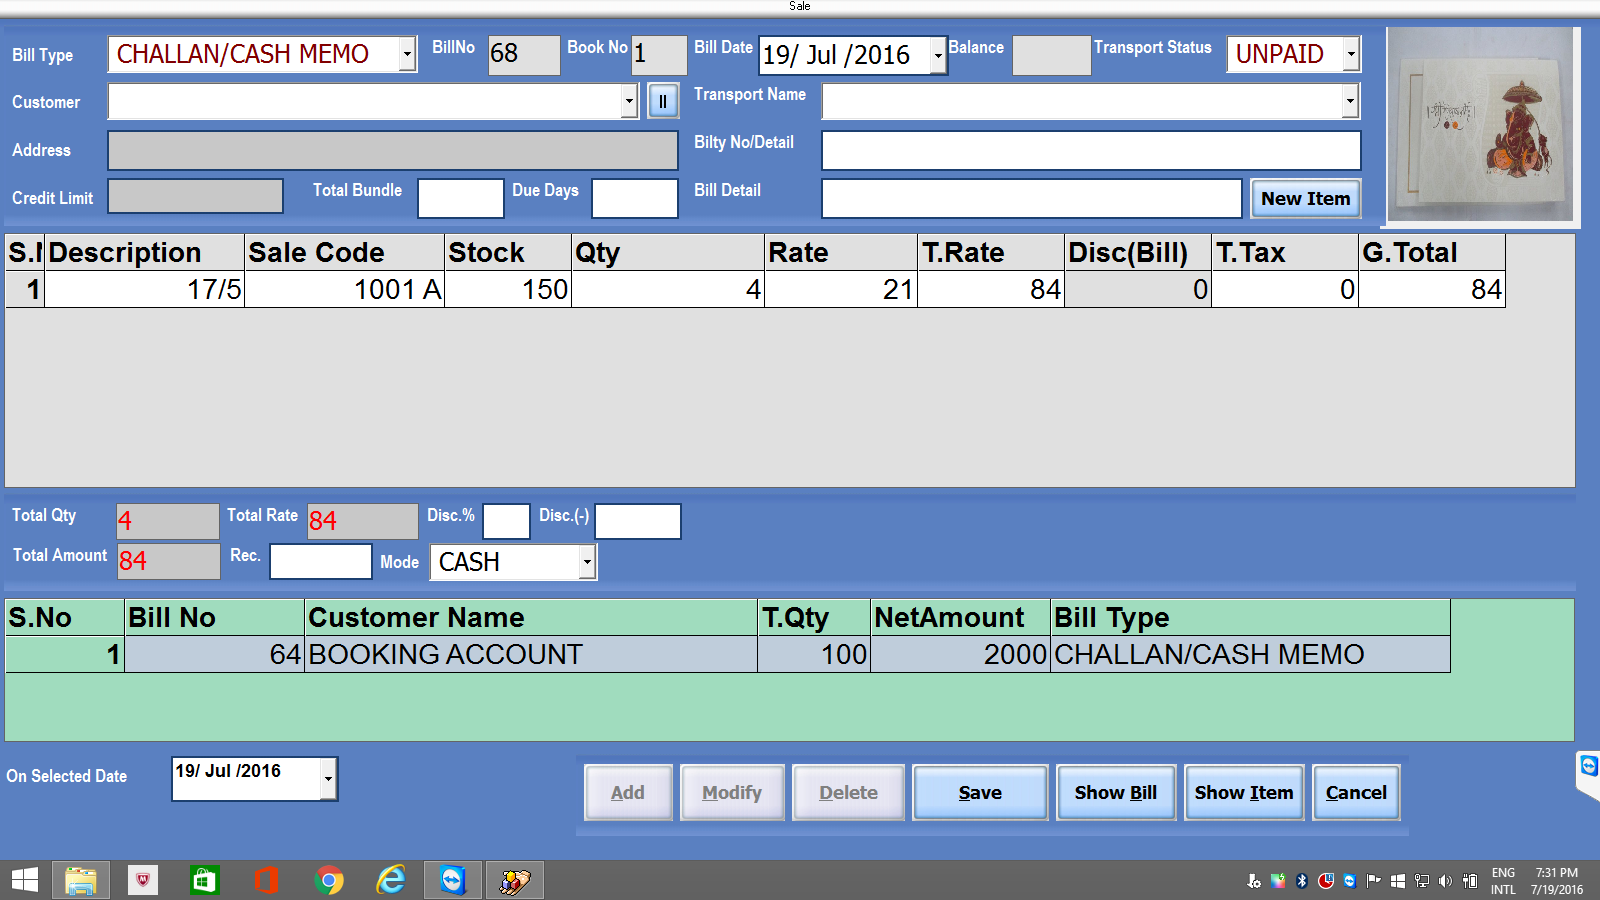 Sale
Bill Type CHALLAN/CASH MEMO BillNo 68 Book No 1 Bill Date 19/ Jul /2016 Balance Transport Status UNPAID
Customer II Transport Name
Address Bilty No/Detail
Credit Limit Total Bundle Due Days Bill Detail New Item
S.N Description Sale Code Stock Qty Rate T.Rate Disc(Bill) T.Tax G.Total
1 17/5 1001 A 150 4 21 84 0 0 84
Total Qty 4 Total Rate 84 Disc.% Disc.(-)
Total Amount 84 Rec. Mode CASH
S.No Bill No Customer Name T.Qty NetAmount Bill Type
1 64 BOOKING ACCOUNT 100 2000 CHALLAN/CASH MEMO
On Selected Date 19/ Jul /2016 Add Modify Delete Save Show Bill Show Item Cancel
ENG 7:31 PM
INTL 7/19/2016